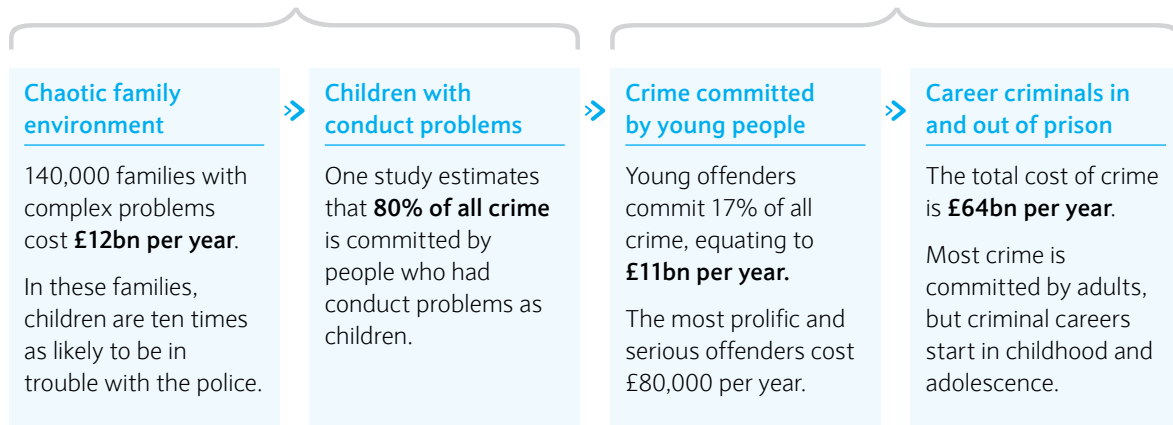 Chaotic family
environment
140,000 families with
complex problems
cost £12bn per year.
In these families,
children are ten times
as likely to be in
trouble with the police.
Children with
conduct problems
One study estimates
that 80% of all crime
is committed by
people who had
conduct problems as
children.
Crime committed
by young people
Young offenders
commit 17% of all
crime, equating to
£11bn per year.
The most prolific and
serious offenders cost
£80,000 per year.
Career criminals in
and out of prison
The total cost of crime
is £64bn per year.
Most crime is
committed by adults,
but criminal careers
start in childhood and
adolescence.